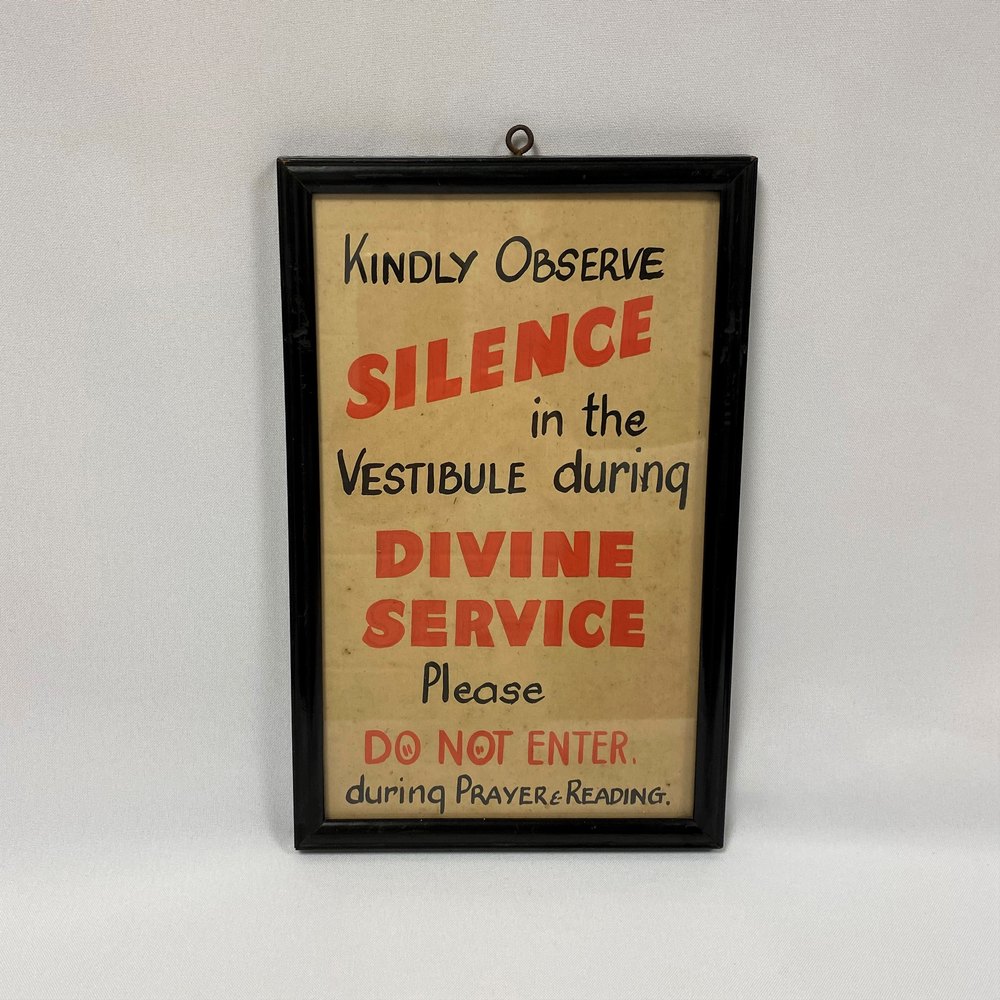 KINDLY OBSERVE
SILENCE
in the
VESTIBULE during
DIVINE
SERVICE
Please
DO NOT ENTER.
during PRAYER & READING.